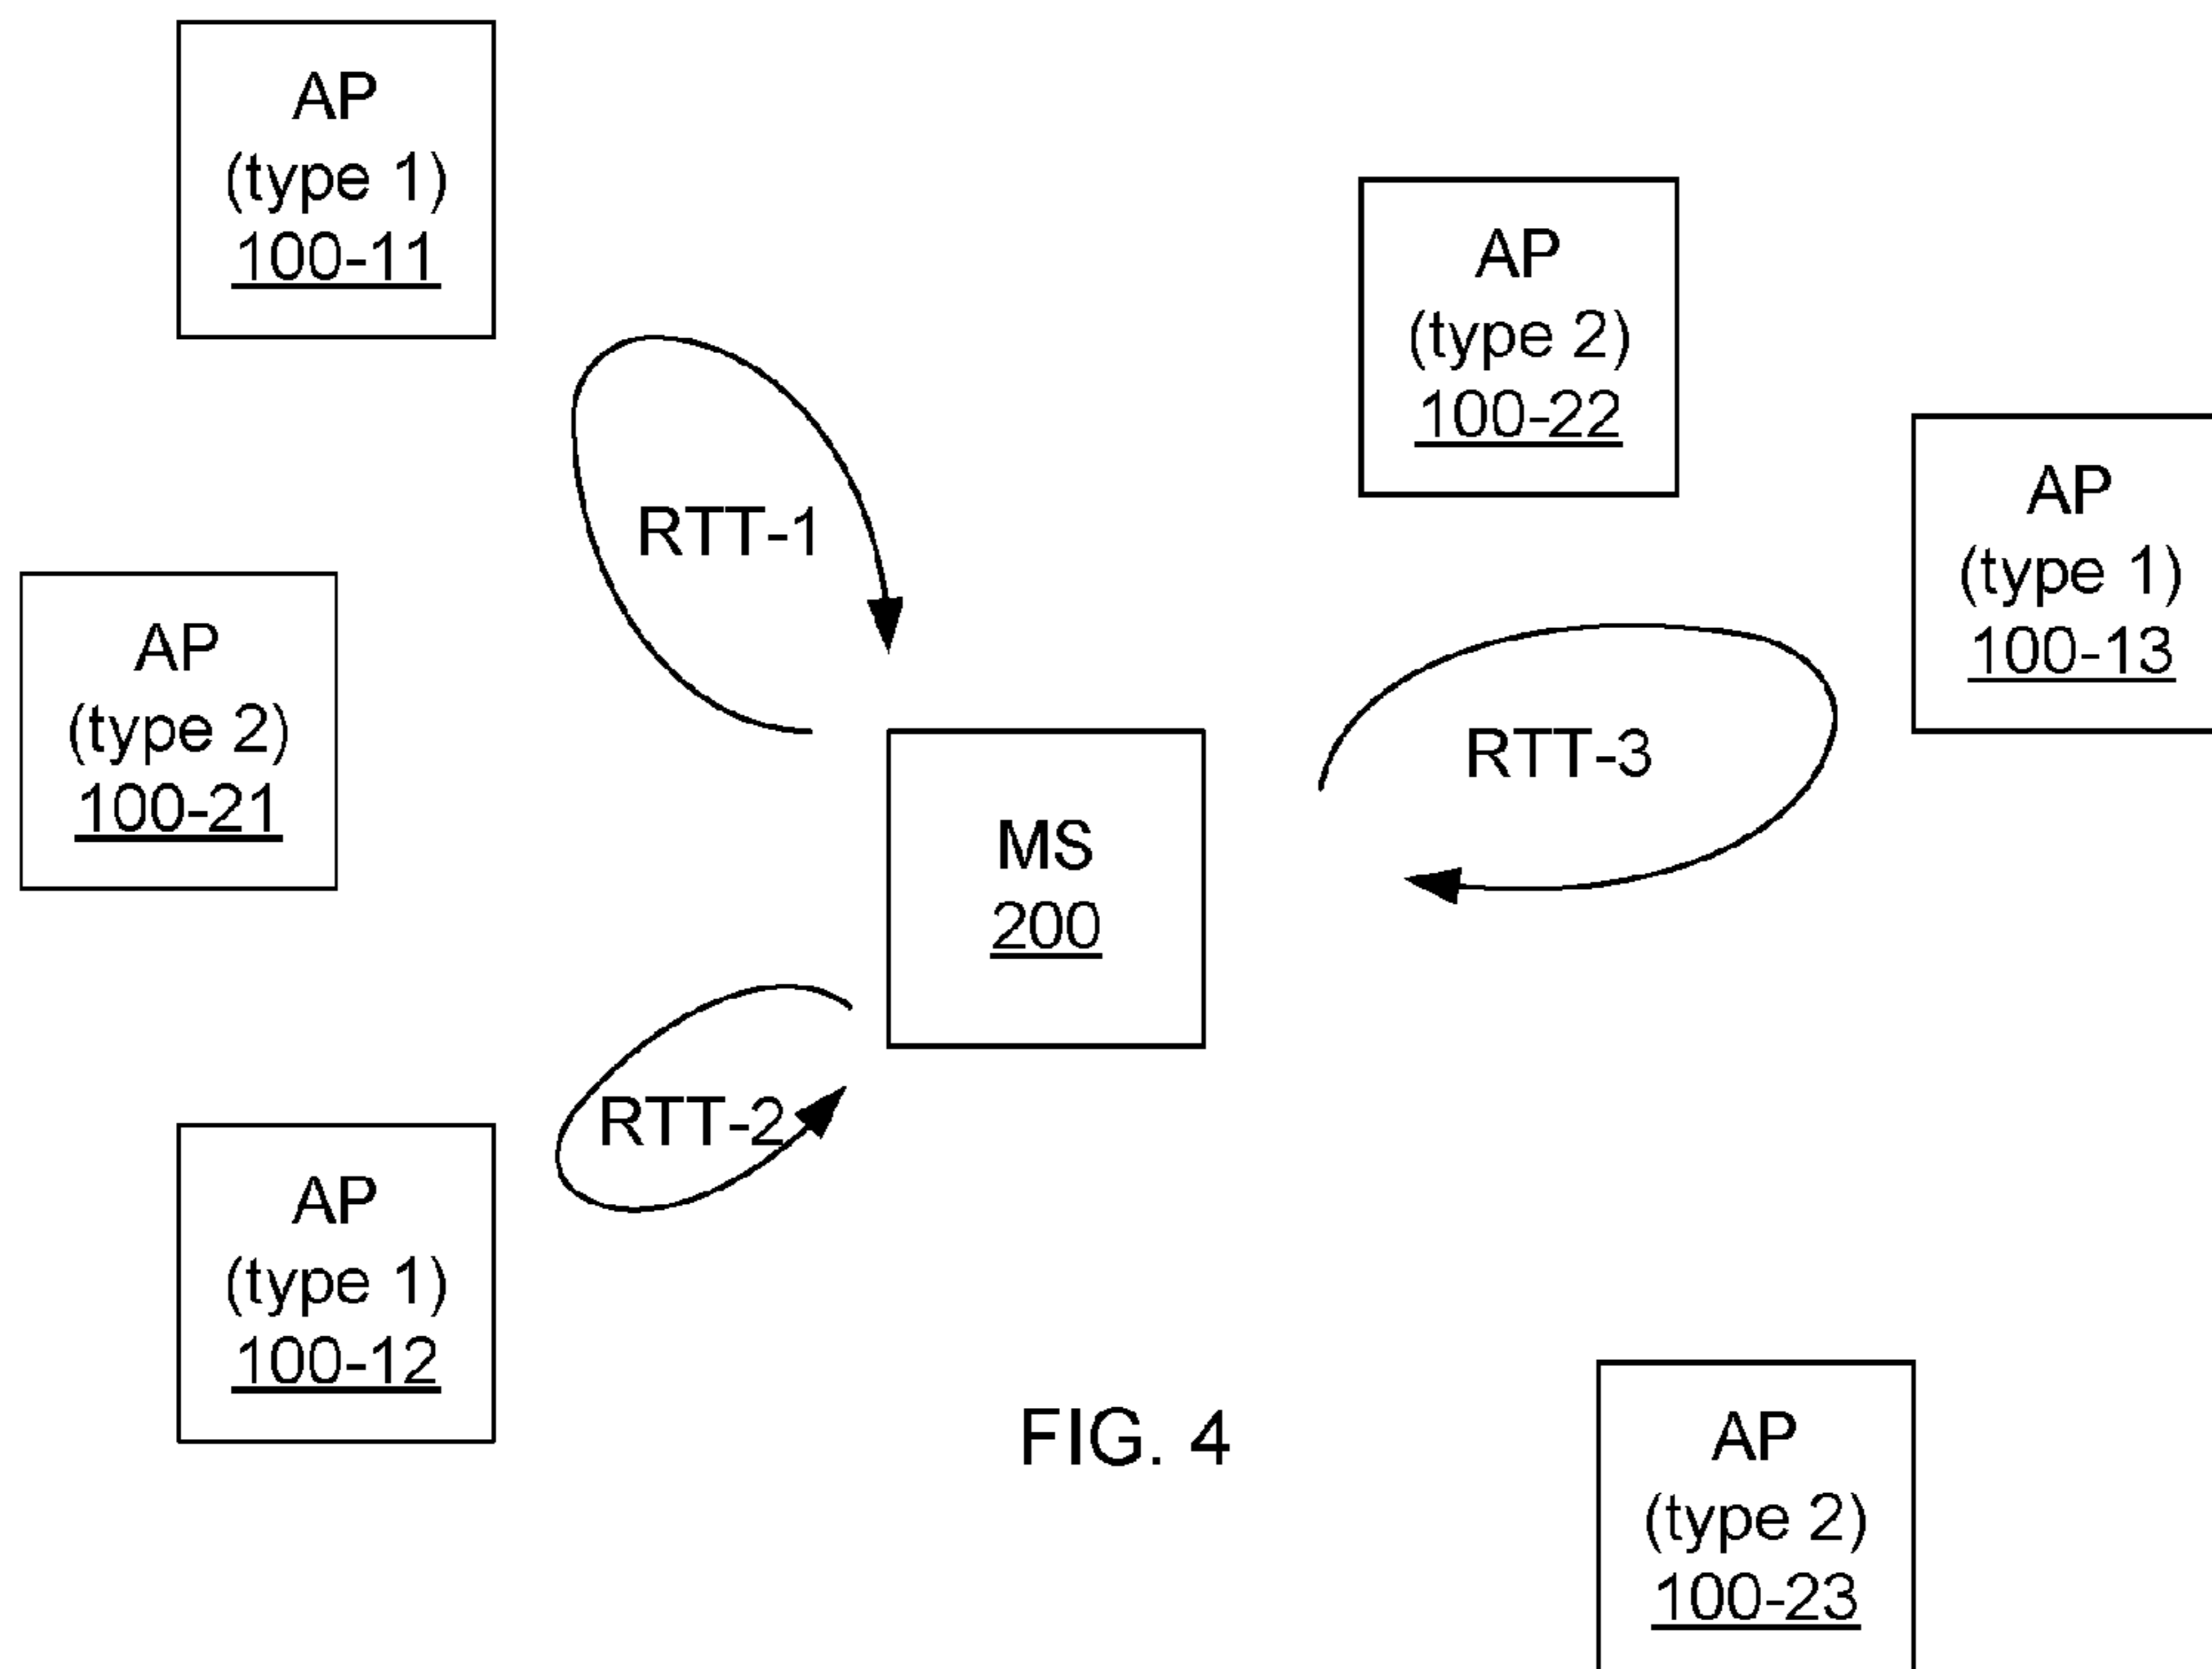 AP
(type 1)
100-11
AP
(type 2)
100-22
AP
(type 1)
100-13
RTT-1
AP
(type 2)
100-21
RTT-3
MS
200
RTT-2
AP
(type 1)
100-12
FIG. 4
AP
(type 2)
100-23